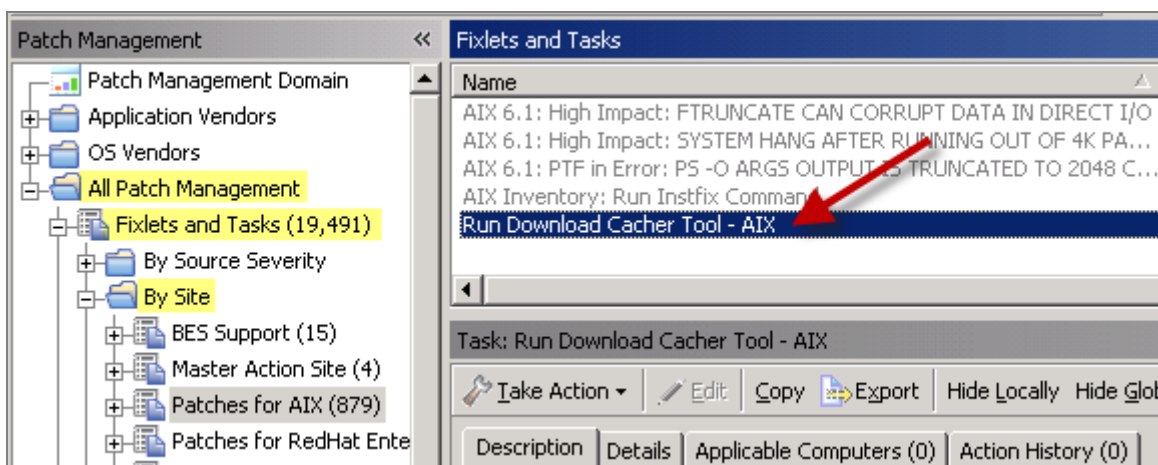 Patch Management «
Patch Management Domain
Application Vendors
OS Vendors
All Patch Management
Fixlets and Tasks (19,491)
By Source Severity
By Site
BES Support (15)
Master Action Site (4)
Patches for AIX (879)
Patches for RedHat Ente
Fixlets and Tasks
Name
AIX 6.1: High Impact: FTRUNCATE CAN CORRUPT DATA IN DIRECT I/O
AIX 6.1: High Impact: SYSTEM HANG AFTER RUNNING OUT OF 4K PA...
AIX 6.1: PTF in Error: PS -O ARGS OUTPUT IS TRUNCATED TO 2048 C...
AIX Inventory: Run Instfix Command
Run Download Cacher Tool - AIX
Task: Run Download Cacher Tool - AIX
Take Action Edit Copy Export Hide Locally Hide Glob
Description Details Applicable Computers (0) Action History (0)